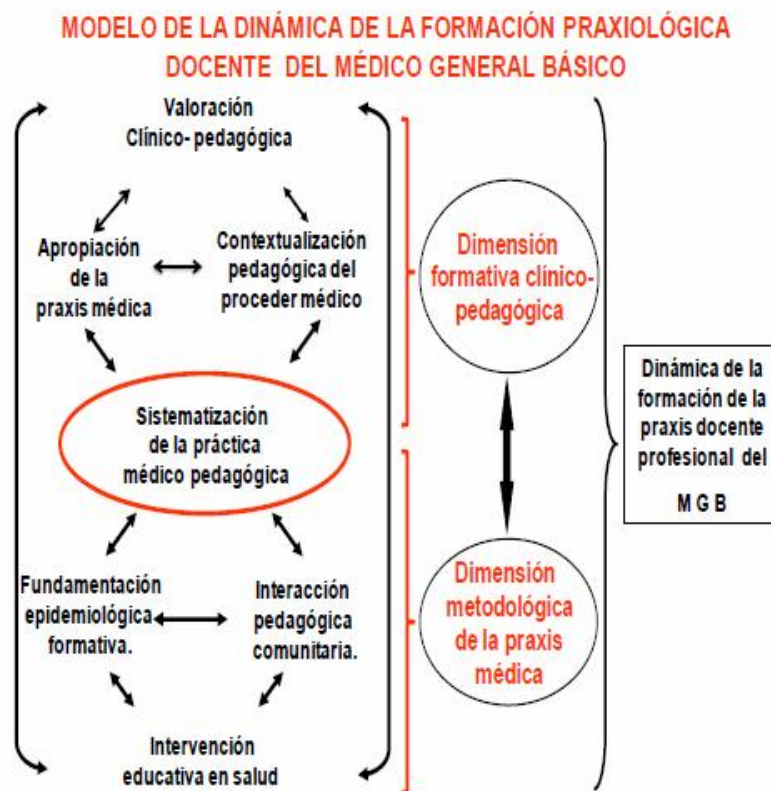 MODELO DE LA DINÁMICA DE LA FORMACIÓN PRAXIOLÓGICA
DOCENTE DEL MÉDICO GENERAL BÁSICO
Valoración
Clínico- pedagógica
Apropiación
de la
praxis médica
Contextualización
pedagógica del
proceder médico
Sistematización
de la práctica
médico pedagógica
Fundamentación
epidemiológica
formativa.
Interacción
pedagógica
comunitaria.
Intervención
educativa en salud
Dimensión
formativa clínico-
pedagógica
Dimensión
metodológica
de la praxis
médica
Dinámica de la
formación de la
praxis docente
profesional del
M G B